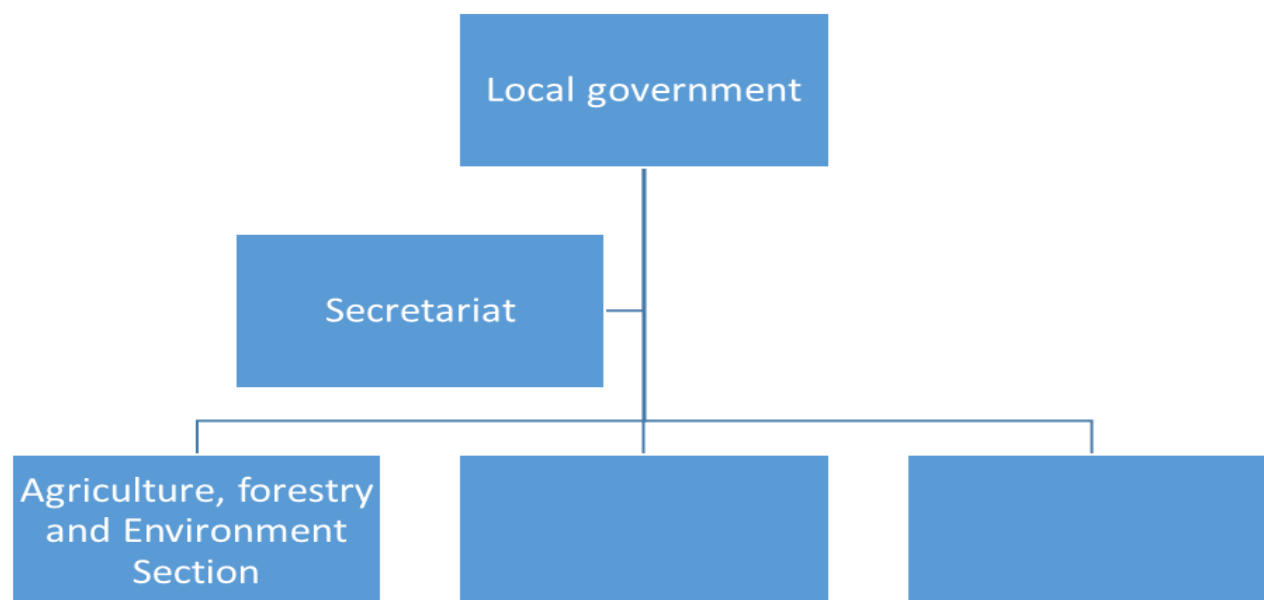 Local government
Secretariat
Agriculture, forestry
and Environment
Section